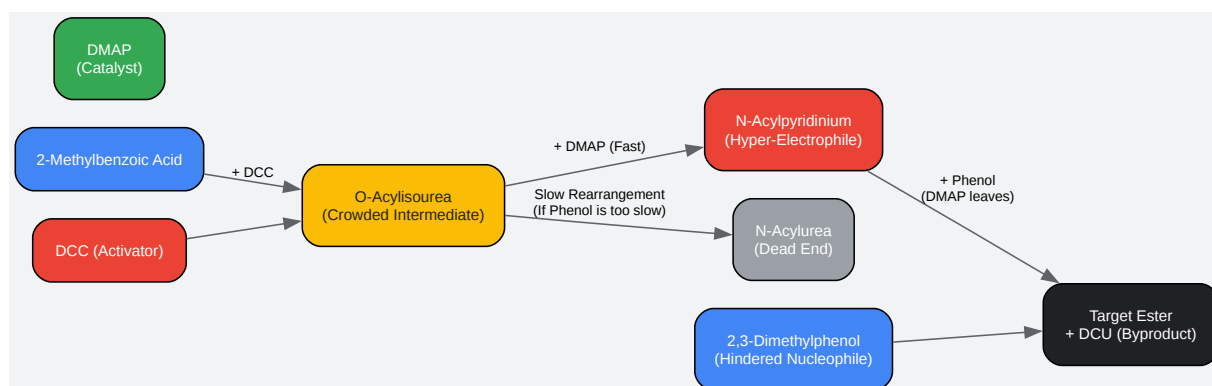 DMAP
(Catalyst)
2-Methylbenzoic Acid
+ DCC
DCC (Activator)
O-Acylisourea
(Crowded Intermediate)
+ DMAP (Fast)
Slow Rearrangement
(If Phenol is too slow)
N-Acylpyridinium
(Hyper-Electrophile)
N-Acylurea
(Dead End)
+ Phenol
(DMAP leaves)
2,3-Dimethylphenol
(Hindered Nucleophile)
Target Ester
+ DCU (Byproduct)